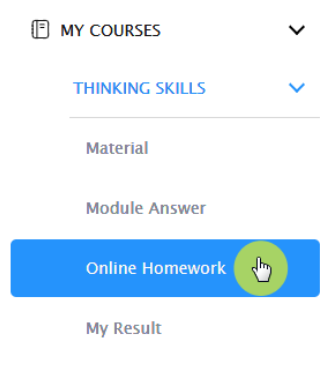 MY COURSES
THINKING SKILLS
Material
Module Answer
Online Homework
My Result